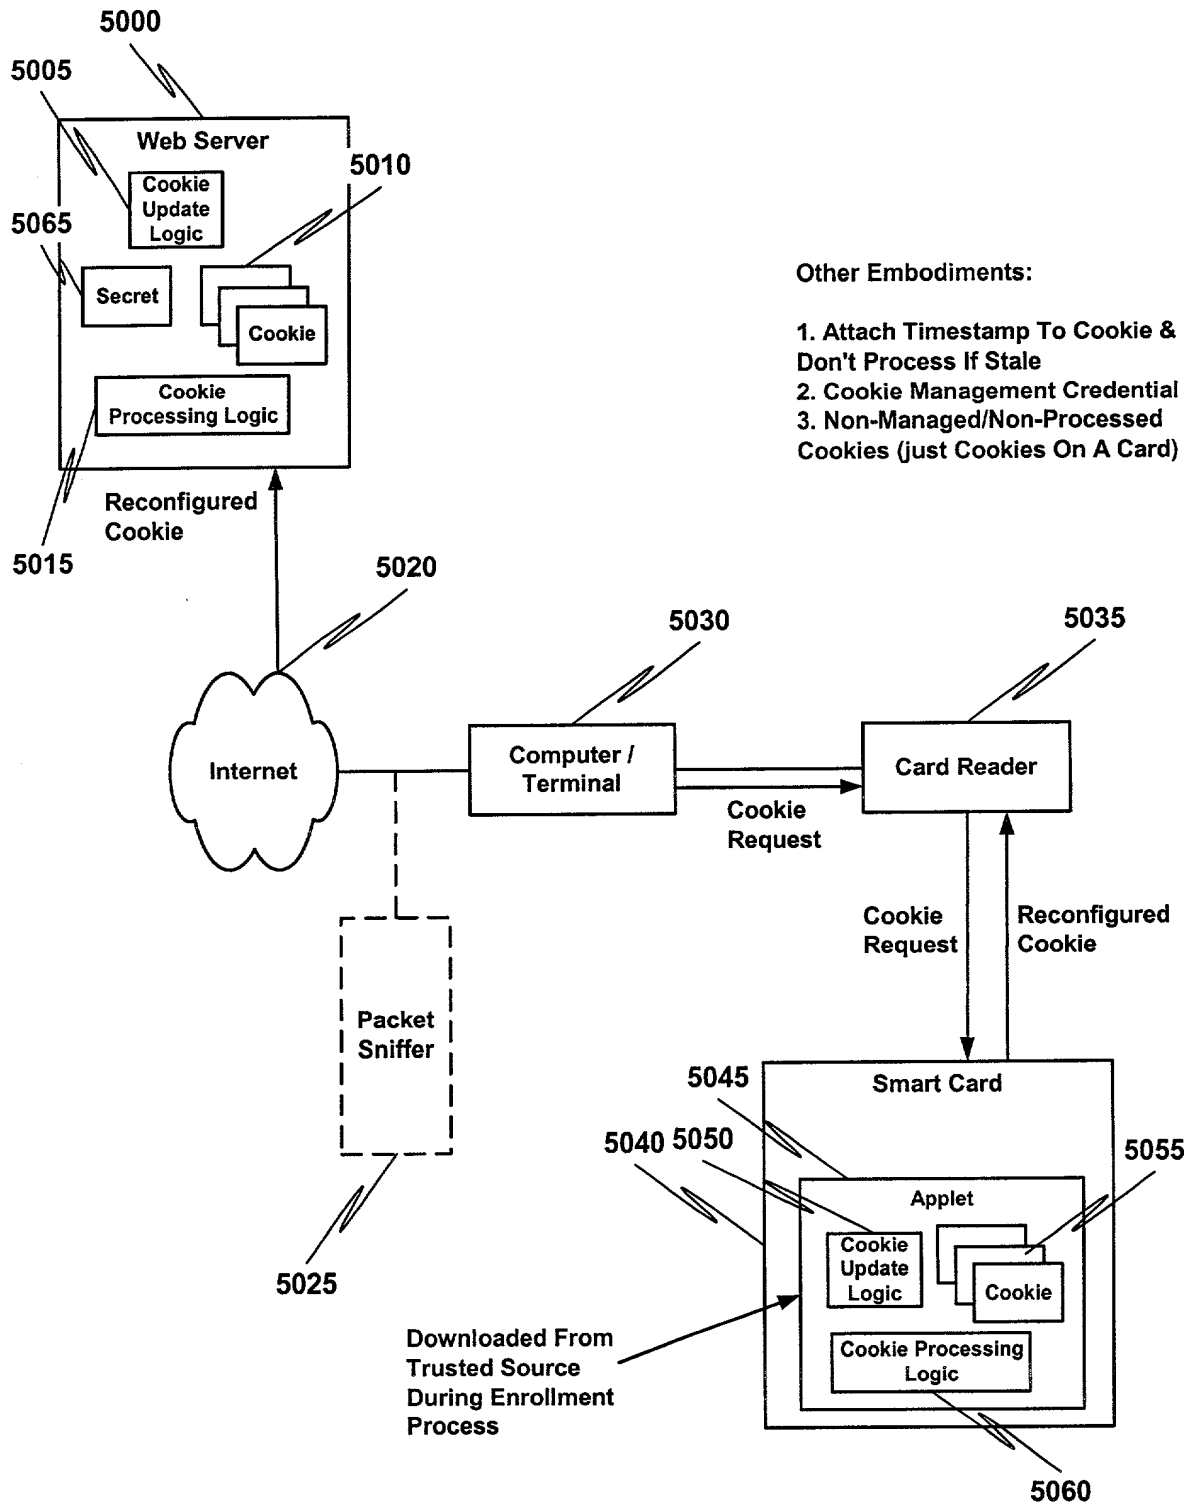 5000
5005
Web Server
5010
Cookie
Update
Logic
5065
Secret
Cookie
Cookie
Processing Logic
Other Embodiments:
1. Attach Timestamp To Cookie &
Don't Process If Stale
2. Cookie Management Credential
3. Non-Managed/Non-Processed
Cookies (just Cookies On A Card)
Reconfigured
Cookie
5015
5020
5030
5035
Internet
Computer /
Terminal
Card Reader
Cookie
Request
Cookie
Request
Reconfigured
Cookie
Packet
Sniffer
5025
5045
Smart Card
5040
5050
5055
Applet
Cookie
Update
Logic
Cookie
Cookie Processing
Logic
Downloaded From
Trusted Source
During Enrollment
Process
5060